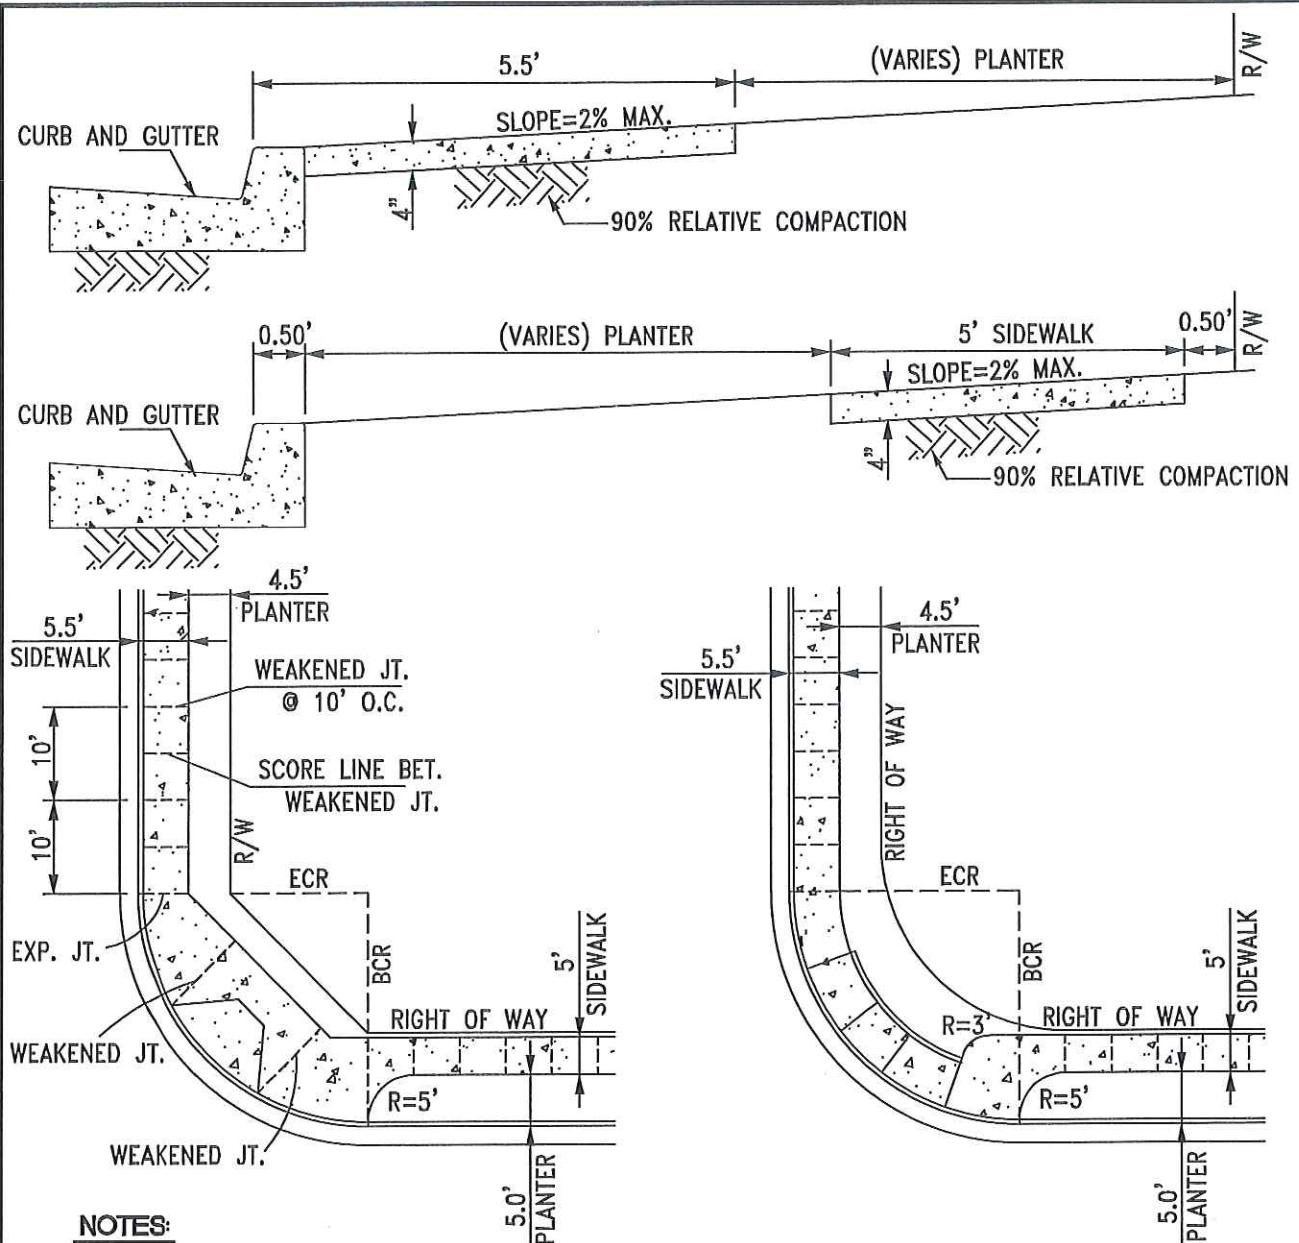 5.5'
(VARIES) PLANTER
R/W
CURB AND GUTTER
SLOPE=2% MAX.
4"
90% RELATIVE COMPACTION
0.50'
(VARIES) PLANTER
5' SIDEWALK
0.50'
R/W
SLOPE=2% MAX.
CURB AND GUTTER
4"
90% RELATIVE COMPACTION
4.5'
PLANTER
5.5'
SIDEWALK
WEAKENED JT.
@ 10' O.C.
10'
SCORE LINE BET.
WEAKENED JT.
10'
R/W
ECR
EXP. JT.
BCR
5'
SIDEWALK
RIGHT OF WAY
WEAKENED JT.
R=5'
WEAKENED JT.
5.0'
PLANTER
4.5'
PLANTER
5.5'
SIDEWALK
RIGHT OF WAY
ECR
BCR
5'
SIDEWALK
R=3'
RIGHT OF WAY
R=5'
5.0'
PLANTER
NOTES: